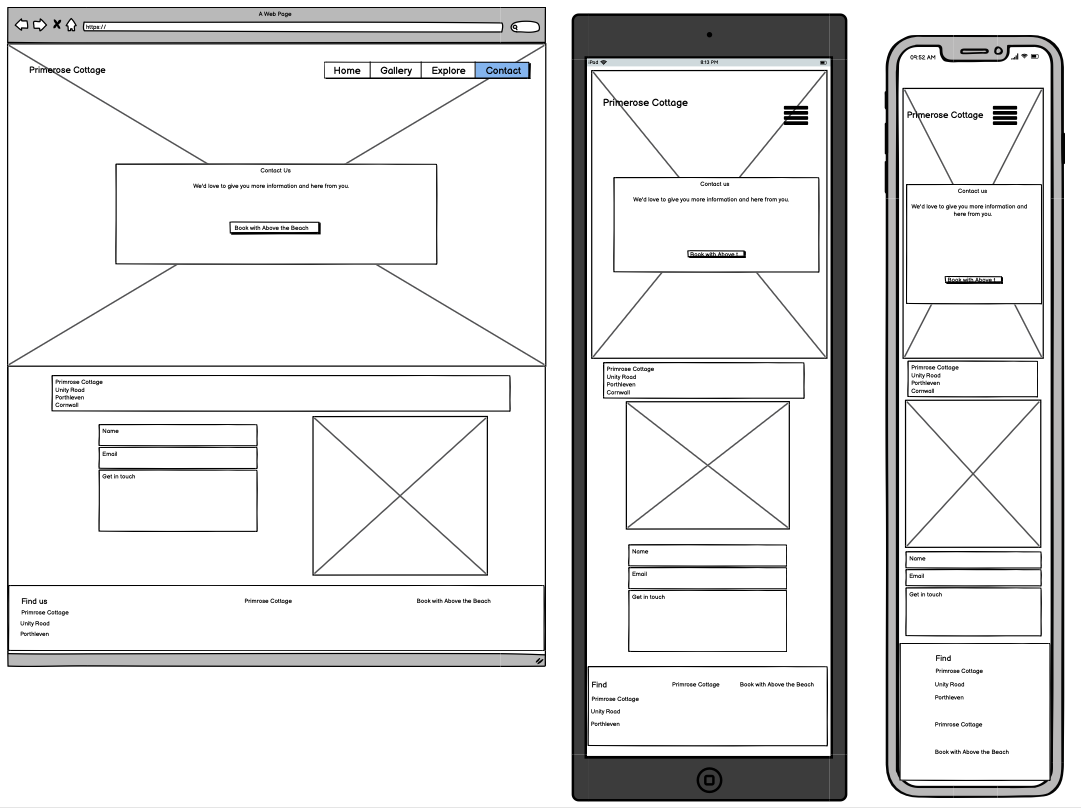 A Web Page
https://
Primerose Cottage
Home Gallery Explore Contact
Contact Us
We'd love to give you more information and here from you.
Book with Above the Beach
Primrose Cottage
Unity Road
Porthleven
Cornwall
Name
Email
Get in touch
Find us
Primrose Cottage
Unity Road
Porthleven
Primrose Cottage
Book with Above the Beach
iPad 8:13 PM
Primerose Cottage
Contact us
We'd love to give you more information and here from you.
Book with Above t...
Primrose Cottage
Unity Road
Porthleven
Cornwall
Name
Email
Get in touch
Find
Primrose Cottage
Unity Road
Porthleven
Primrose Cottage
Book with Above the Beach
09:52 AM
Primerose Cottage
Contact us
We'd love to give you more information and
here from you.
Book with Above t...
Primrose Cottage
Unity Road
Porthleven
Cornwall
Name
Email
Get in touch
Find
Primrose Cottage
Unity Road
Porthleven
Primrose Cottage
Book with Above the Beach